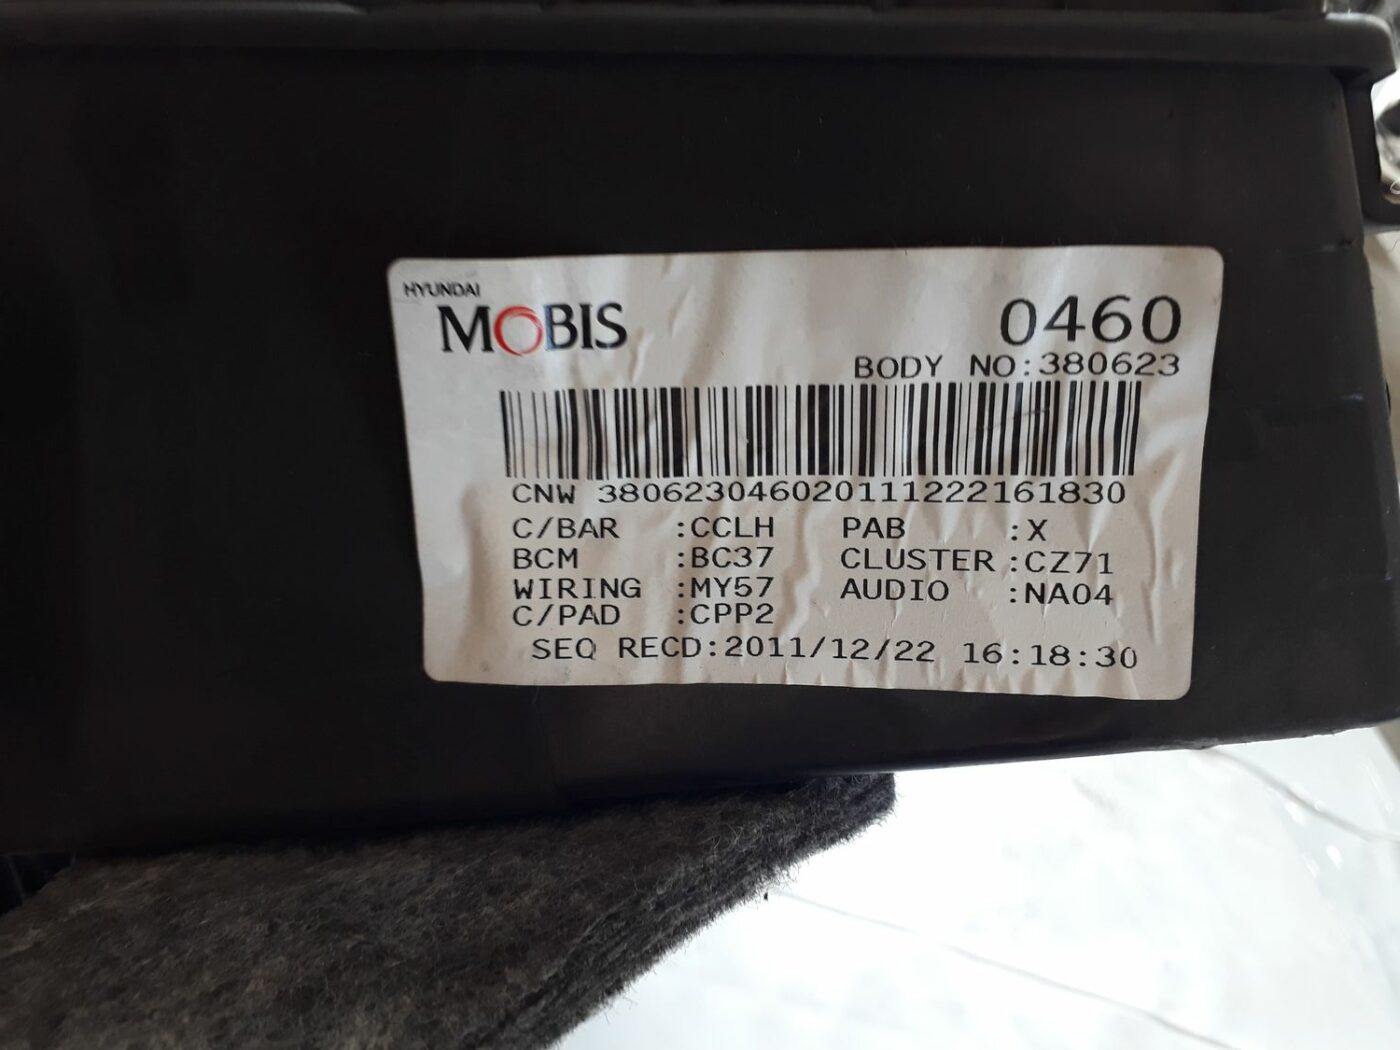 HYUNDAI
MOBIS
0460
BODY NO:380623
CNW 380623046020111222161830
C/BAR :CCLH PAB :X
BCM :BC37 CLUSTER :CZ71
WIRING :MY57 AUDIO :NA04
C/PAD :CPP2
SEQ RECD:2011/12/22 16:18:30